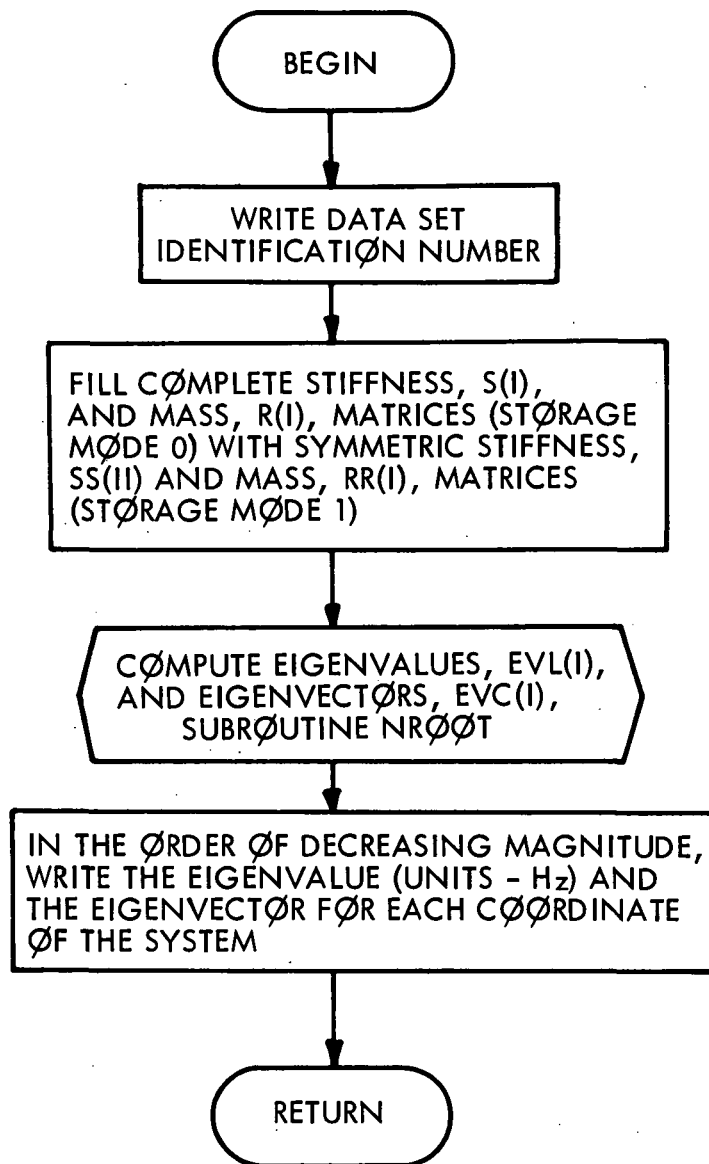 BEGIN
WRITE DATA SET
IDENTIFICATIØN NUMBER
FILL CØMPLETE STIFFNESS, S(I),
AND MASS, R(I), MATRICES (STØRAGE
MØDE 0) WITH SYMMETRIC STIFFNESS,
SS(II) AND MASS, RR(I), MATRICES
(STØRAGE MØDE 1)
CØMPUTE EIGENVALUES, EVL(I),
AND EIGENVECTØRS, EVC(I),
SUBRØUTINE NRØØT
IN THE ØRDER ØF DECREASING MAGNITUDE,
WRITE THE EIGENVALUE (UNITS - Hz) AND
THE EIGENVECTØR FØR EACH CØØRDINATE
ØF THE SYSTEM
RETURN